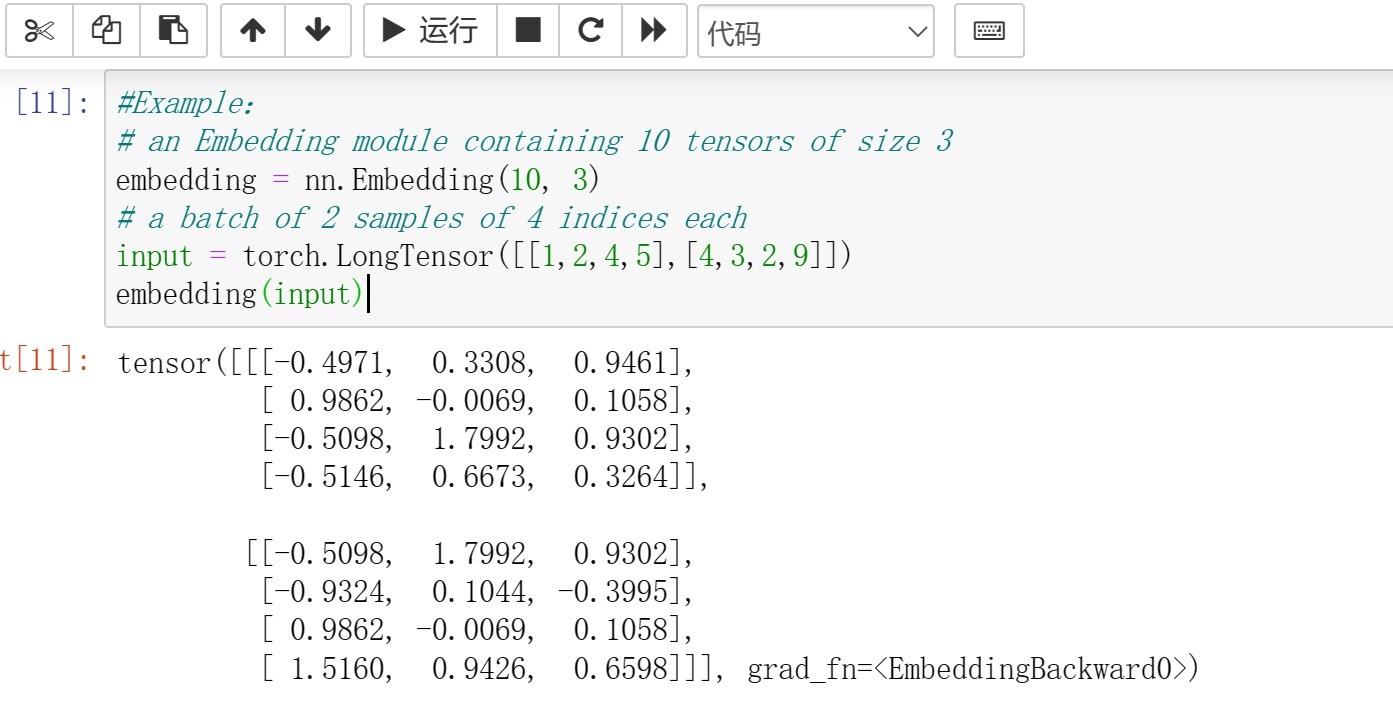 运行
代码
[11]: #Example:
# an Embedding module containing 10 tensors of size 3
embedding = nn.Embedding(10, 3)
# a batch of 2 samples of 4 indices each
input = torch.LongTensor([[1,2,4,5],[4,3,2,9]])
embedding(input)
t[11]: tensor([[[-0.4971, 0.3308, 0.9461],
[ 0.9862, -0.0069, 0.1058],
[-0.5098, 1.7992, 0.9302],
[-0.5146, 0.6673, 0.3264]],
[[-0.5098, 1.7992, 0.9302],
[-0.9324, 0.1044, -0.3995],
[ 0.9862, -0.0069, 0.1058],
[ 1.5160, 0.9426, 0.6598]]], grad_fn=<EmbeddingBackward0>)